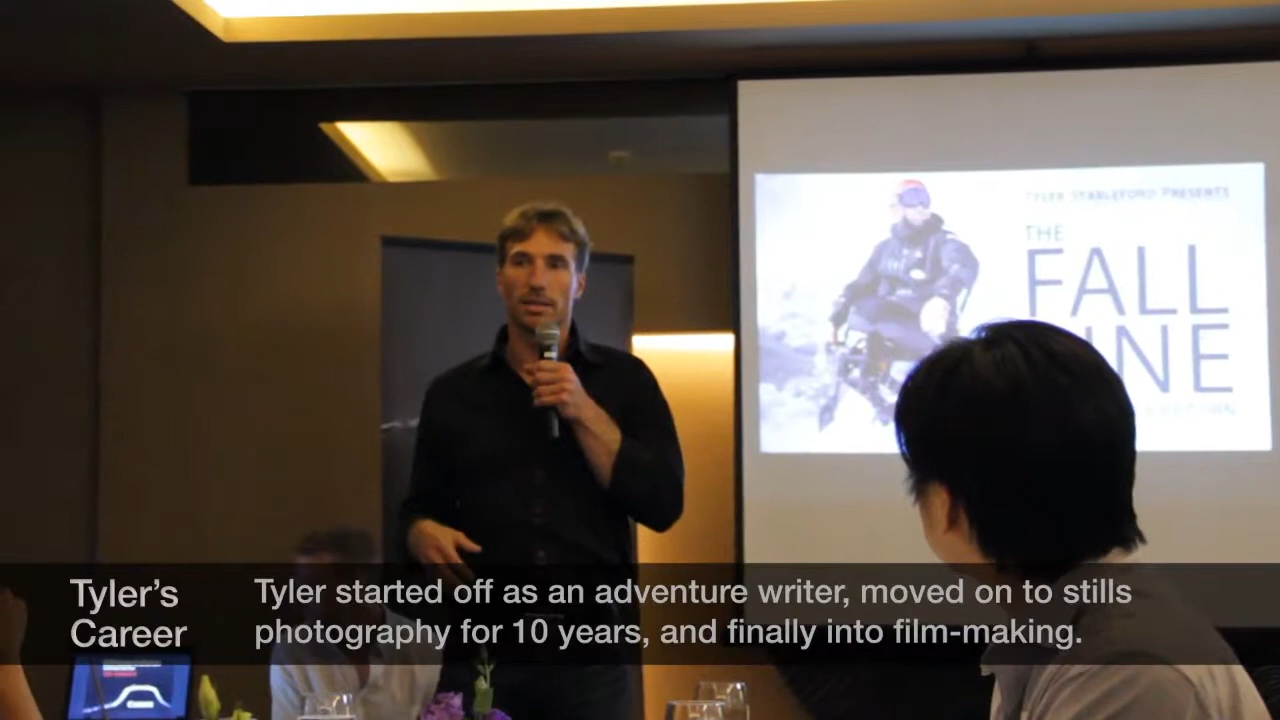 TYLER STABLEFORD PRESENTS
THE
FALL
INE
Tyler's
Career
Tyler started off as an adventure writer, moved on to stills
photography for 10 years, and finally into film-making.